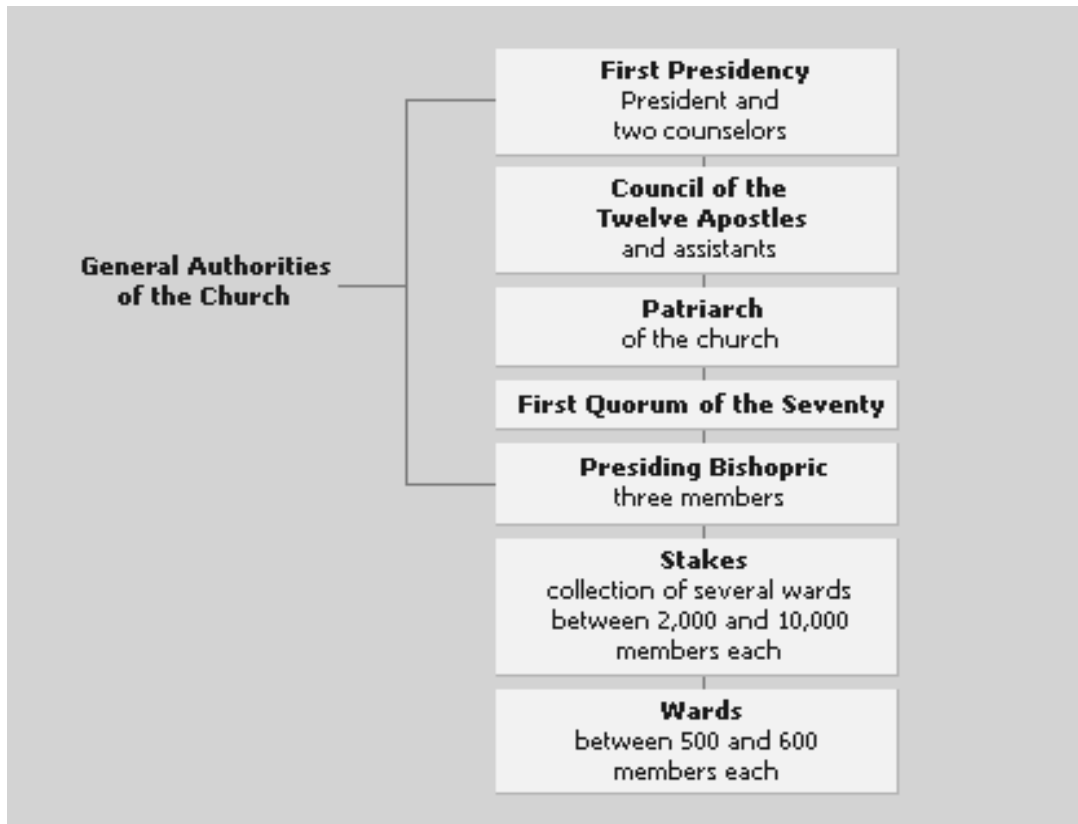 First Presidency
President and
two counselors
Council of the
Twelve Apostles
and assistants
General Authorities
of the Church
Patriarch
of the church
First Quorum of the Seventy
Presiding Bishopric
three members
Stakes
collection of several wards
between 2,000 and 10,000
members each
Wards
between 500 and 600
members each